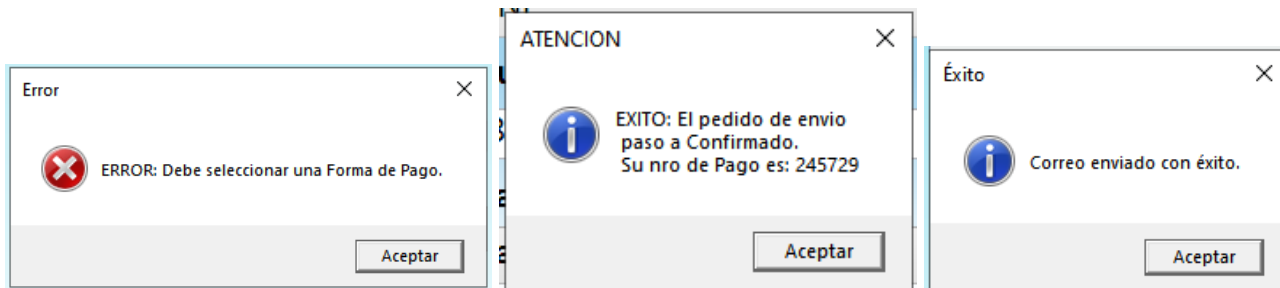 Error
ERROR: Debe seleccionar una Forma de Pago.
Aceptar
ATENCION
EXITO: El pedido de envio
paso a Confirmado.
Su nro de Pago es: 245729
Aceptar
Éxito
Correo enviado con éxito.
Aceptar